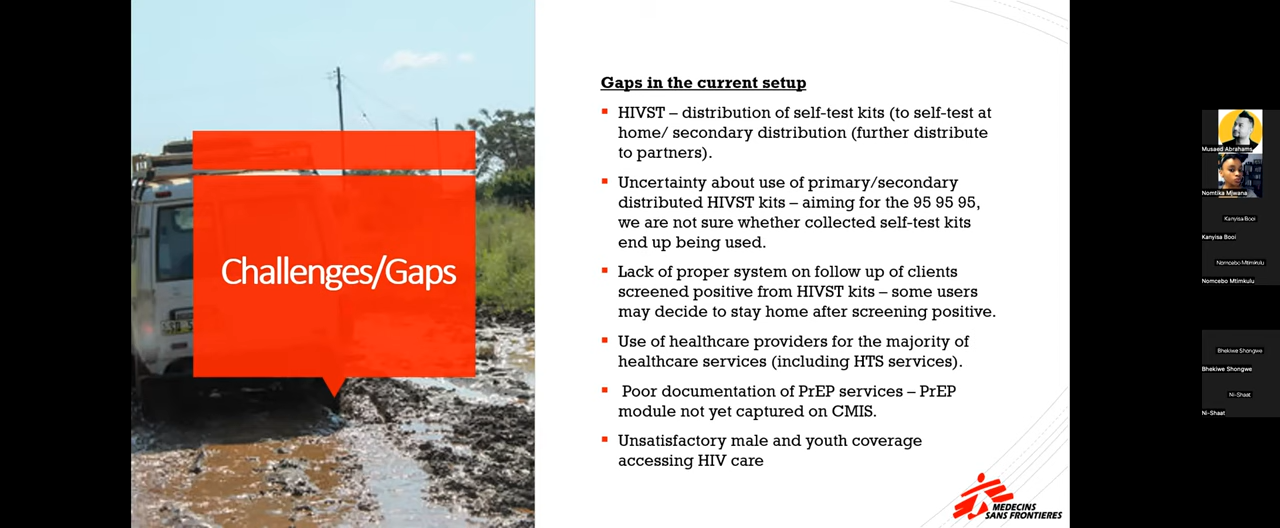 Challenges/Gaps
Gaps in the current setup
HIVST – distribution of self-test kits (to self-test at
home/ secondary distribution (further distribute
to partners).
Uncertainty about use of primary/secondary
distributed HIVST kits – aiming for the 95 95 95,
we are not sure whether collected self-test kits
end up being used.
Lack of proper system on follow up of clients
screened positive from HIVST kits – some users
may decide to stay home after screening positive.
Use of healthcare providers for the majority of
healthcare services (including HTS services).
Poor documentation of PrEP services – PrEP
module not yet captured on CMIS.
Unsatisfactory male and youth coverage
accessing HIV care
MEDECINS
SANS FRONTIERES
Musaed Abrahams
Nomtika Mjwana
Kanyisa Booi
Kanyisa Booi
Nomcebo Mtimkulu
Nomcebo Mtimkulu
Bhekiwe Shongwe
Bhekiwe Shongwe
Ni-Shaat
Ni-Shaat